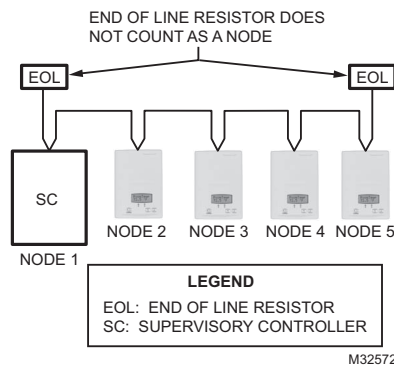 END OF LINE RESISTOR DOES
NOT COUNT AS A NODE
EOL
EOL
SC
NODE 1
NODE 2
NODE 3
NODE 4
NODE 5
LEGEND
EOL: END OF LINE RESISTOR
SC: SUPERVISORY CONTROLLER
M32572